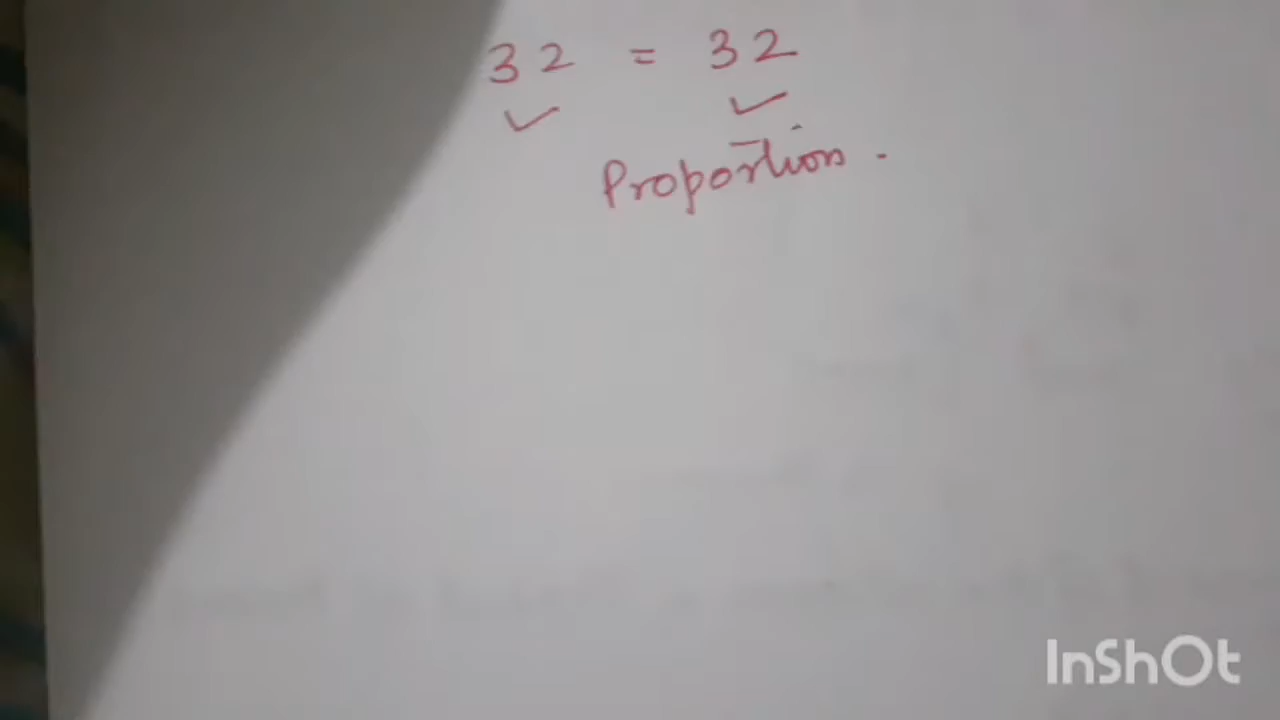 32 = 32
✓ ✓
Proportion.
InShOt